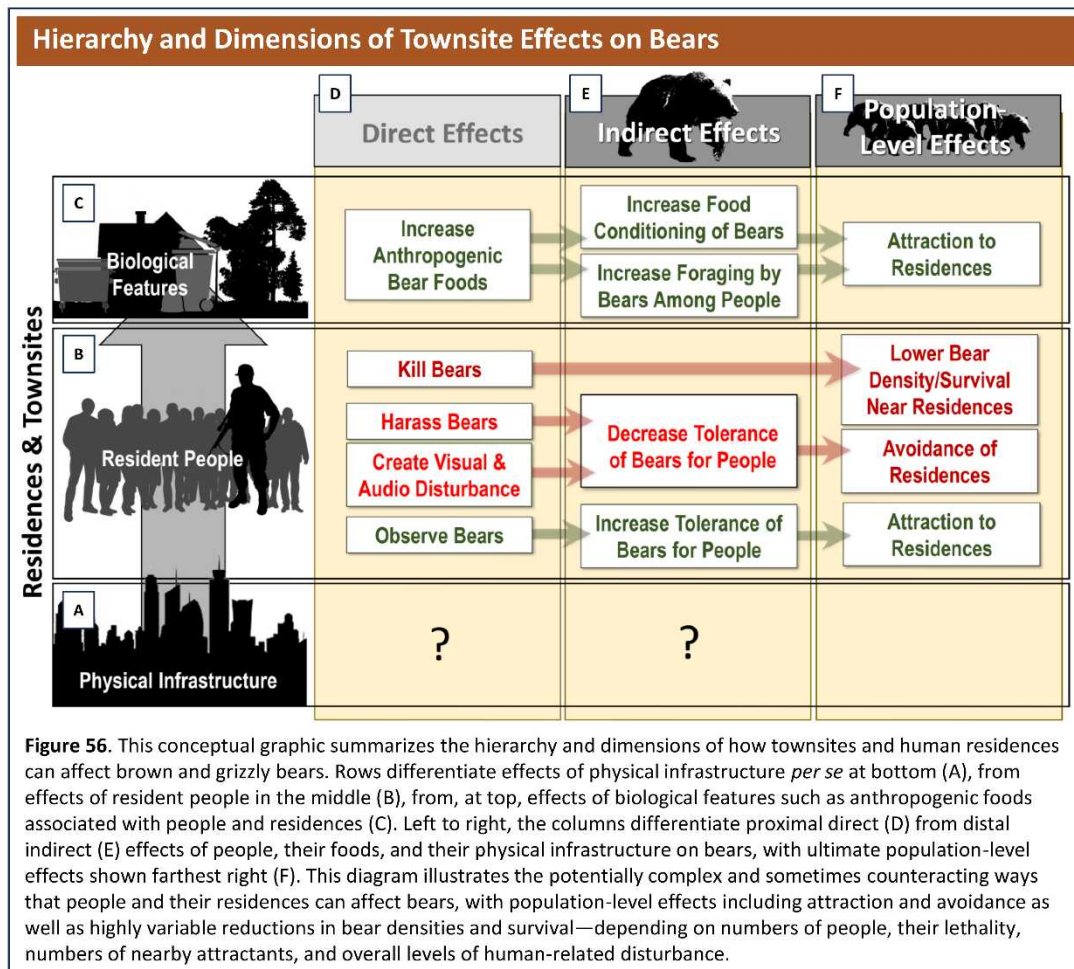 Hierarchy and Dimensions of Townsite Effects on Bears
D
Direct Effects
E
Indirect Effects
F
Population-
Level Effects
Residences & Townsites
C
Biological
Features
Increase
Anthropogenic
Bear Foods
Increase Food
Conditioning of Bears
Increase Foraging by
Bears Among People
Attraction to
Residences
B
Resident People
Kill Bears
Lower Bear
Density/Survival
Near Residences
Harass Bears
Create Visual &
Audio Disturbance
Decrease Tolerance
of Bears for People
Avoidance of
Residences
Observe Bears
Increase Tolerance of
Bears for People
Attraction to
Residences
A
Physical Infrastructure
?
?
Figure 56. This conceptual graphic summarizes the hierarchy and dimensions of how townsites and human residences
can affect brown and grizzly bears. Rows differentiate effects of physical infrastructure per se at bottom (A), from
effects of resident people in the middle (B), from, at top, effects of biological features such as anthropogenic foods
associated with people and residences (C). Left to right, the columns differentiate proximal direct (D) from distal
indirect (E) effects of people, their foods, and their physical infrastructure on bears, with ultimate population-level
effects shown farthest right (F). This diagram illustrates the potentially complex and sometimes counteracting ways
that people and their residences can affect bears, with population-level effects including attraction and avoidance as
well as highly variable reductions in bear densities and survival—depending on numbers of people, their lethality,
numbers of nearby attractants, and overall levels of human-related disturbance.